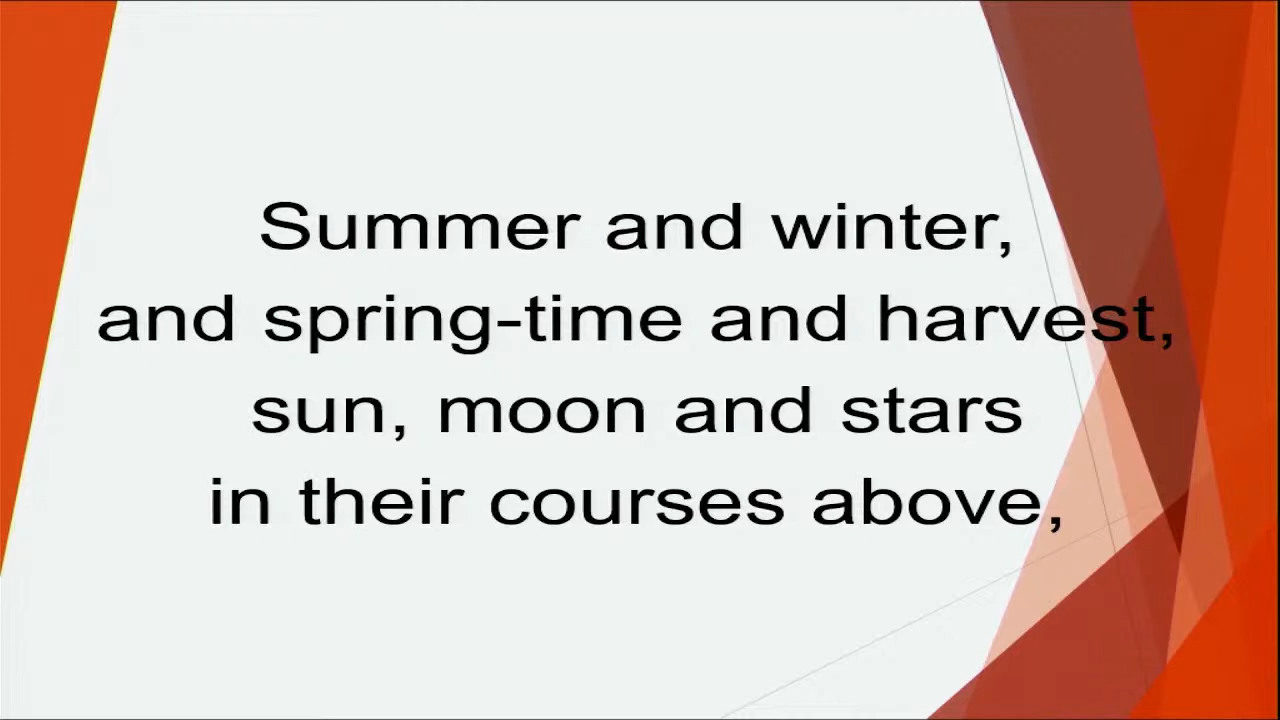 Summer and winter,
and spring-time and harvest,
sun, moon and stars
in their courses above,